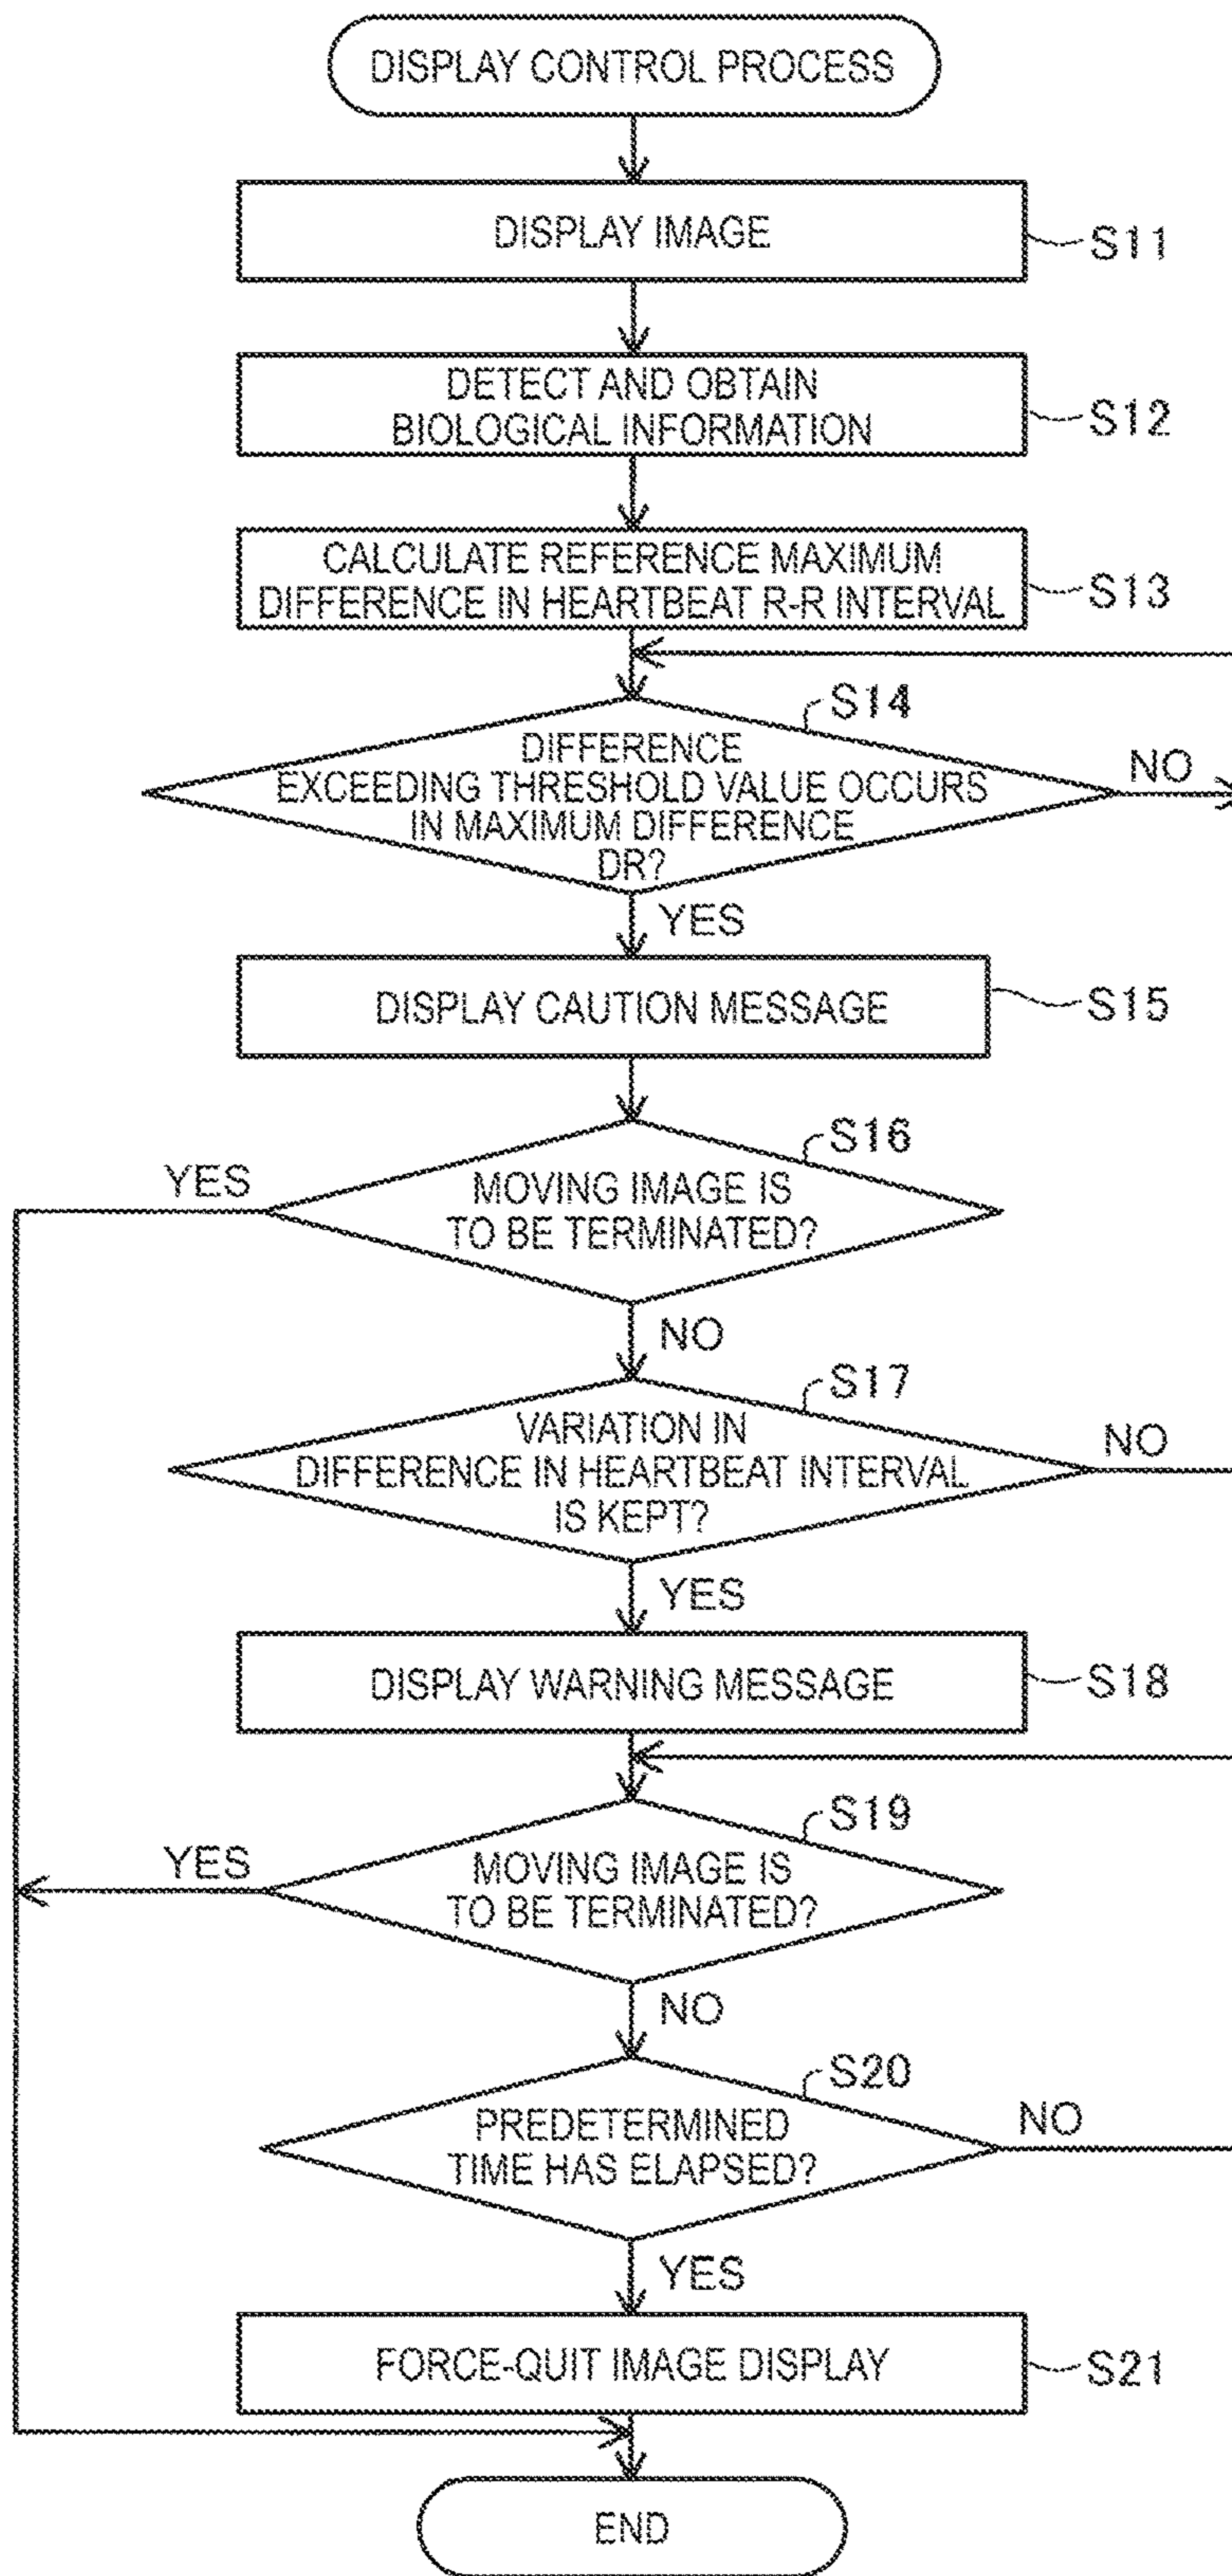 DISPLAY CONTROL PROCESS
DISPLAY IMAGE
S11
DETECT AND OBTAIN
BIOLOGICAL INFORMATION
S12
CALCULATE REFERENCE MAXIMUM
DIFFERENCE IN HEARTBEAT R-R INTERVAL
S13
S14
DIFFERENCE
EXCEEDING THRESHOLD VALUE OCCURS
IN MAXIMUM DIFFERENCE
DR?
NO
YES
DISPLAY CAUTION MESSAGE
S15
S16
YES
MOVING IMAGE IS
TO BE TERMINATED?
NO
S17
VARIATION IN
DIFFERENCE IN HEARTBEAT INTERVAL
IS KEPT?
NO
YES
DISPLAY WARNING MESSAGE
S18
S19
YES
MOVING IMAGE IS
TO BE TERMINATED?
NO
S20
PREDETERMINED
TIME HAS ELAPSED?
NO
YES
FORCE-QUIT IMAGE DISPLAY
S21
END